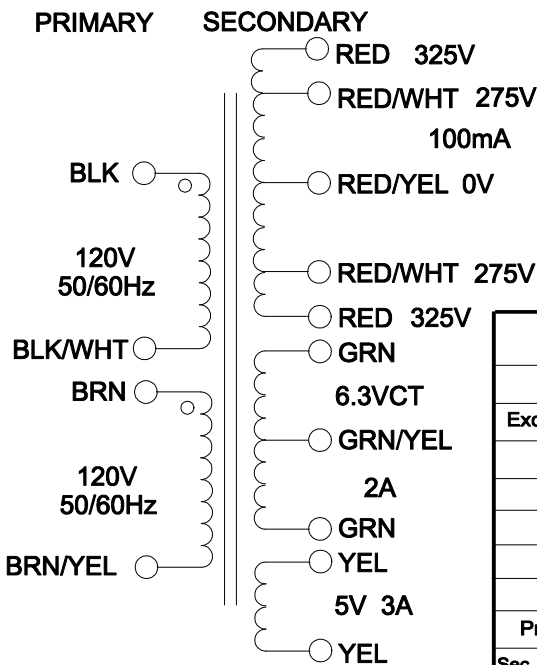 PRIMARY SECONDARY
RED 325V
RED/WHT 275V
100mA
BLK
RED/YEL 0V
120V
50/60Hz
RED/WHT 275V
RED 325V
BLK/WHT
GRN
BRN
6.3VCT
GRN/YEL
120V
50/60Hz
2A
GRN
BRN/YEL
YEL
5V 3A
YEL